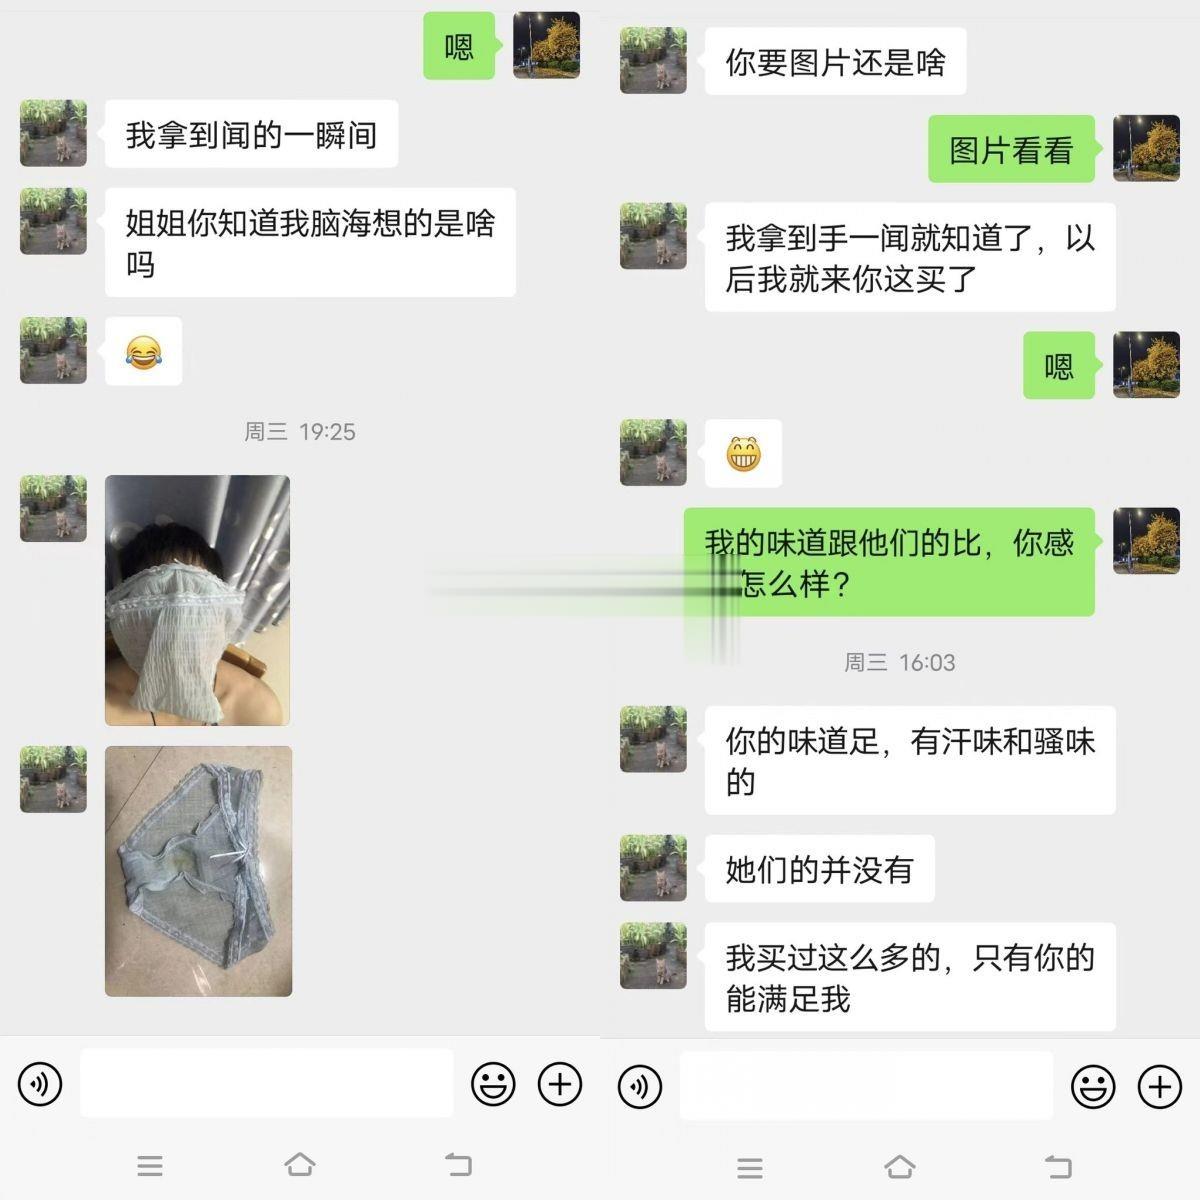 嗯
我拿到闻的一瞬间
姐姐你知道我脑海想的是啥
吗
周三 19:25
你要图片还是啥
图片看看
我拿到手一闻就知道了，以
后我就来你这买了
嗯
我的味道跟他们的比，你感
怎么样？
周三 16:03
你的味道足，有汗味和骚味
的
她们的并没有
我买过这么多的，只有你的
能满足我